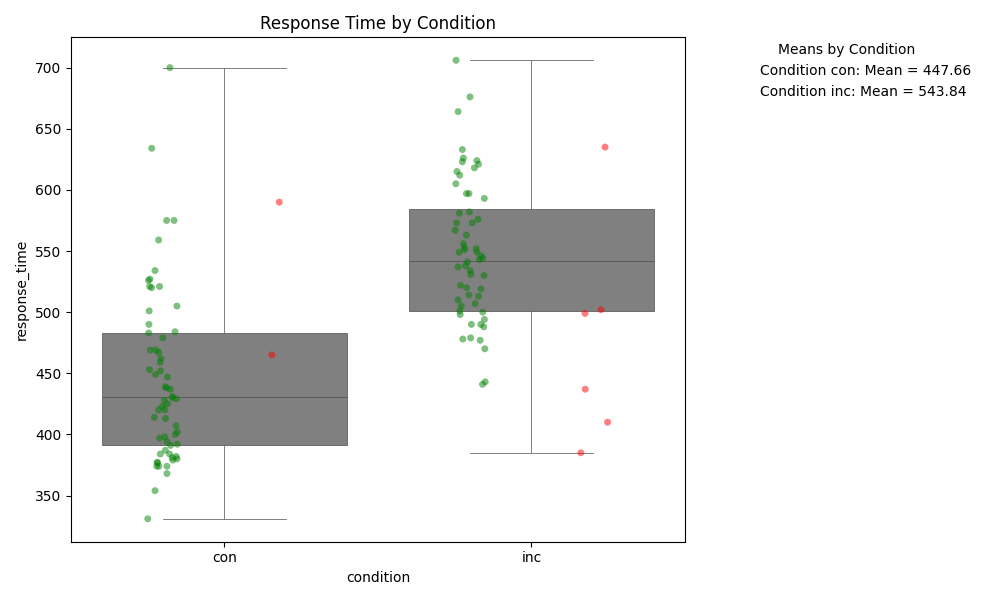 Response Time by Condition
Means by Condition
Condition con: Mean = 447.66
Condition inc: Mean = 543.84
700
650
600
550
500
450
400
350
response_time
con
inc
condition